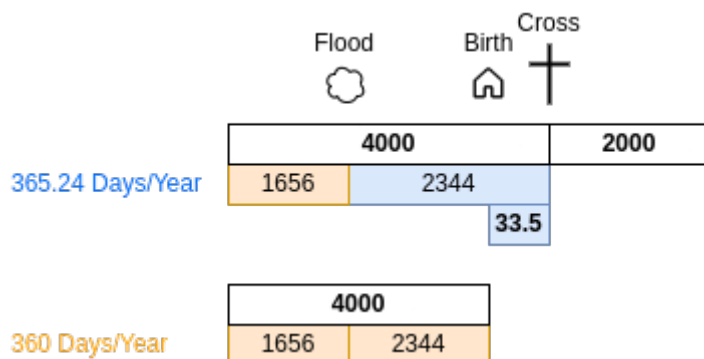 Cross
Flood
Birth
4000
2000
365.24 Days/Year
1656
2344
33.5
4000
360 Days/Year
1656
2344